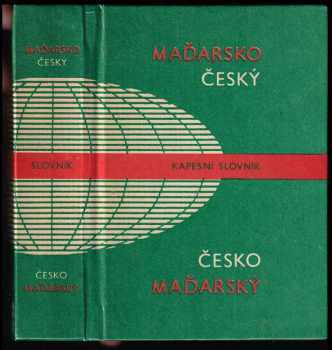 MAĎARSKO
ČESKÝ
SLOVNÍK
ČESKO
MAĎARSKÝ
MAĎARSKO
ČESKÝ
KAPESNÍ SLOVNÍK
ČESKO
MAĎARSKÝ